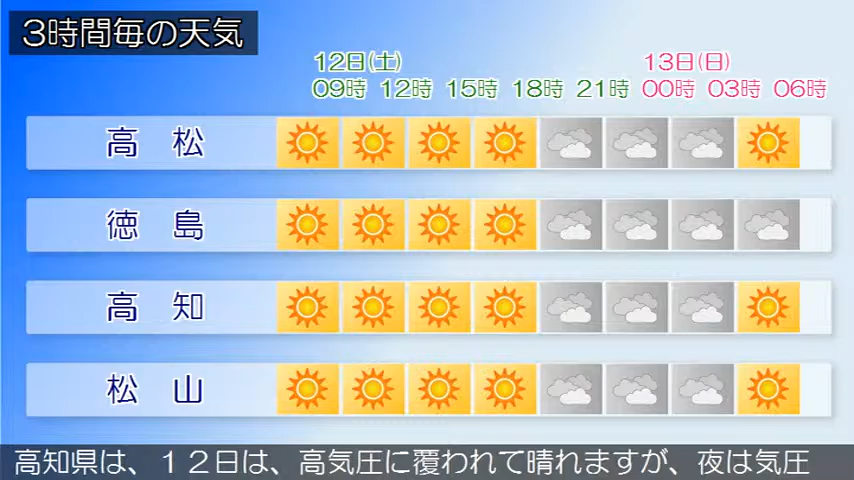 3時間毎の天気
12日(土) 13日(日)
09時 12時 15時 18時 21時 00時 03時 06時
高松
徳島
高知
松山
高知県は、１２日は、高気圧に覆われて晴れますが、夜は気圧